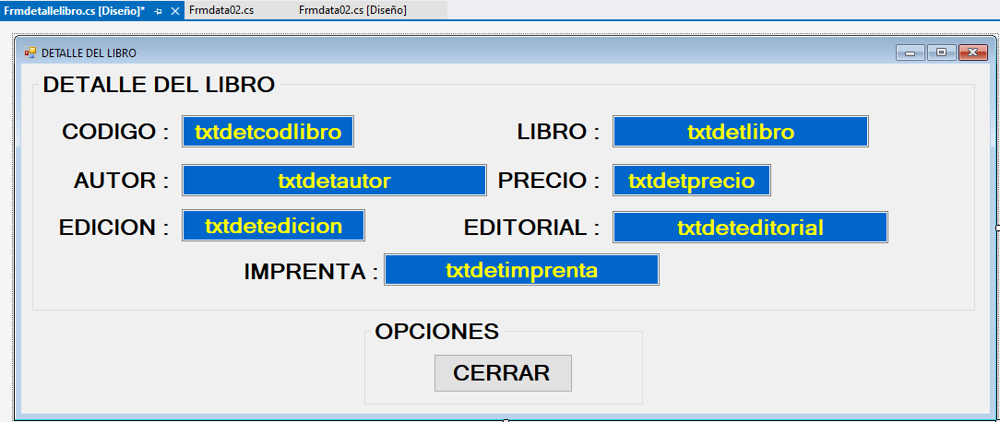 Frmdetallelibro.cs [Diseño]* Frmdata02.cs Frmdata02.cs [Diseño]
DETALLE DEL LIBRO
DETALLE DEL LIBRO
CODIGO : txtdetcodlibro LIBRO : txtdetlibro
AUTOR : txtdetautor PRECIO : txtdetprecio
EDICION : txtdetedicion EDITORIAL : txtdeteditorial
IMPRENTA : txtdetimprenta
OPCIONES
CERRAR